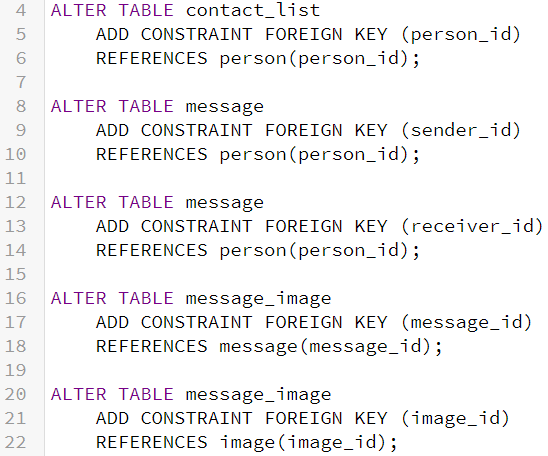 4 ALTER TABLE contact_list
5     ADD CONSTRAINT FOREIGN KEY (person_id)
6     REFERENCES person(person_id);
7
8 ALTER TABLE message
9     ADD CONSTRAINT FOREIGN KEY (sender_id)
10     REFERENCES person(person_id);
11
12 ALTER TABLE message
13     ADD CONSTRAINT FOREIGN KEY (receiver_id)
14     REFERENCES person(person_id);
15
16 ALTER TABLE message_image
17     ADD CONSTRAINT FOREIGN KEY (message_id)
18     REFERENCES message(message_id);
19
20 ALTER TABLE message_image
21     ADD CONSTRAINT FOREIGN KEY (image_id)
22     REFERENCES image(image_id);